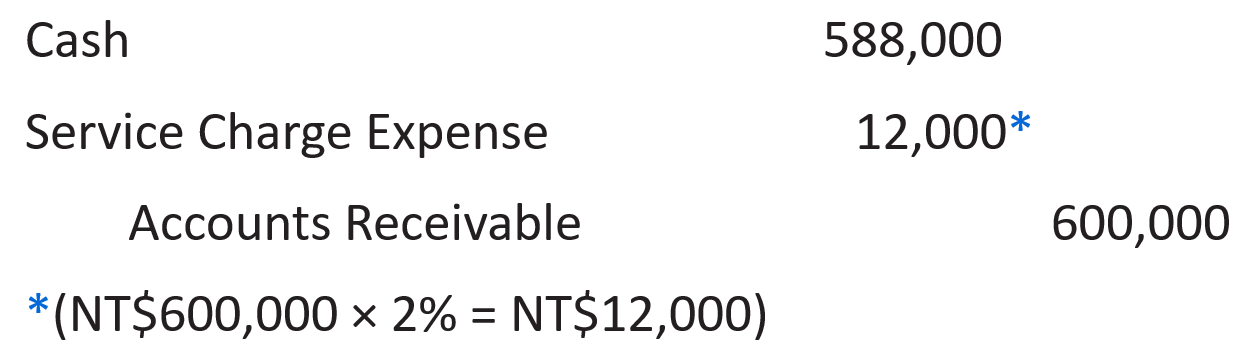 Cash 588,000
Service Charge Expense 12,000*
Accounts Receivable 600,000
*(NT$600,000 × 2% = NT$12,000)